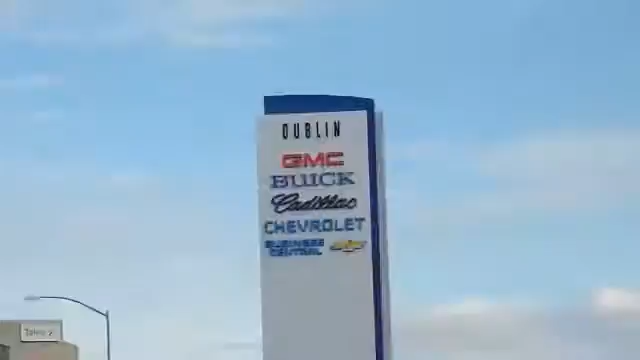 DUBLIN
GMC
BUICK
Cadillac
CHEVROLET
BUSINESS
CENTRAL